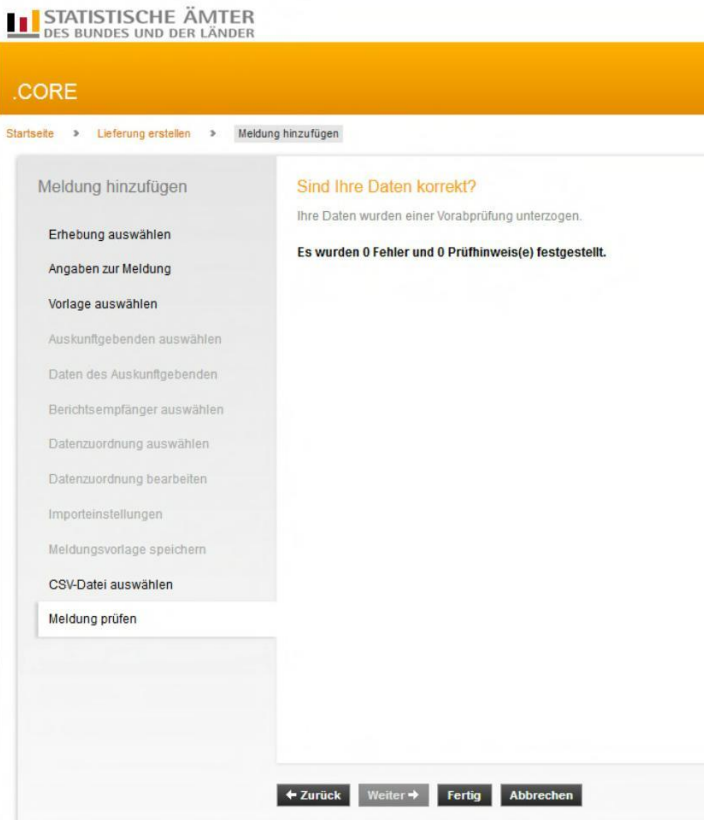 STATISTISCHE ÄMTER
DES BUNDES UND DER LÄNDER
.CORE
Startseite > Lieferung erstellen > Meldung hinzufügen
Meldung hinzufügen
Erhebung auswählen
Angaben zur Meldung
Vorlage auswählen
Auskunftgebenden auswählen
Daten des Auskunftgebenden
Berichtsempfänger auswählen
Datenzuordnung auswählen
Datenzuordnung bearbeiten
Importeinstellungen
Meldungsvorlage speichern
CSV-Datei auswählen
Meldung prüfen
Sind Ihre Daten korrekt?
Ihre Daten wurden einer Vorabprüfung unterzogen.
Es wurden 0 Fehler und 0 Prüfhinweis(e) festgestellt.
← Zurück Weiter → Fertig Abbrechen